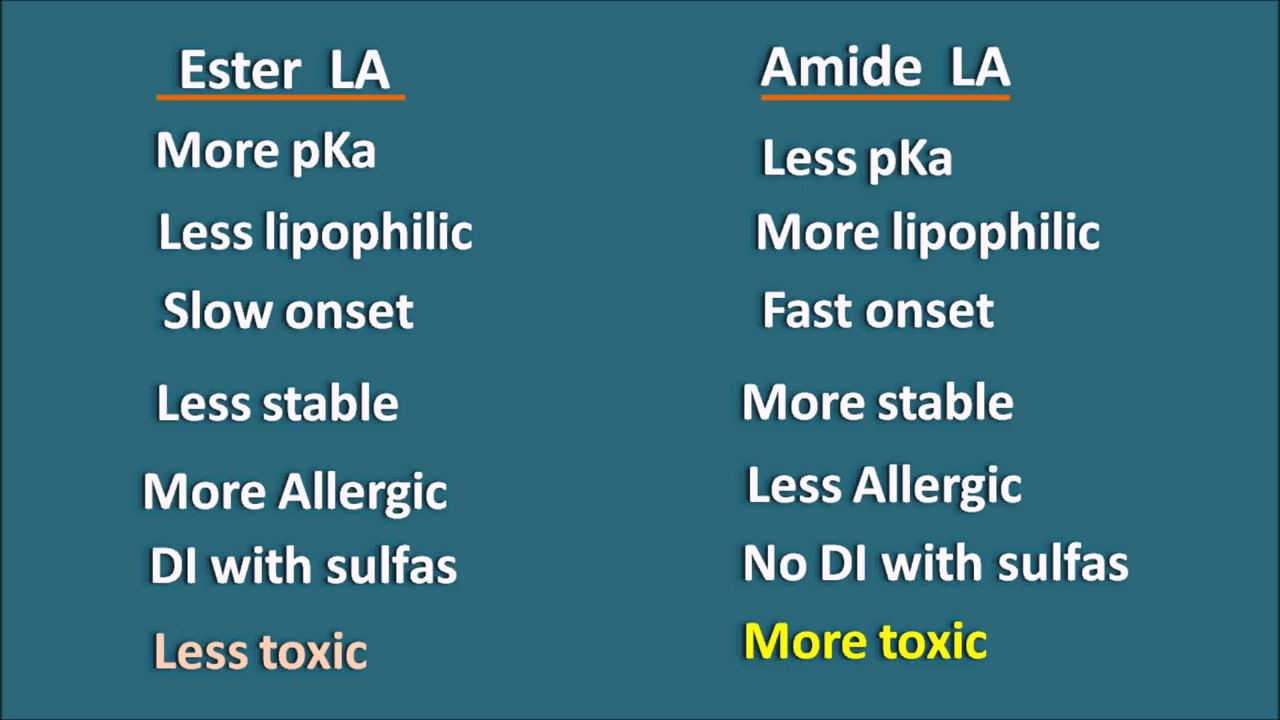 Ester LA
More pKa
Less lipophilic
Slow onset
Less stable
More Allergic
DI with sulfas
Less toxic
Amide LA
Less pKa
More lipophilic
Fast onset
More stable
Less Allergic
No DI with sulfas
More toxic